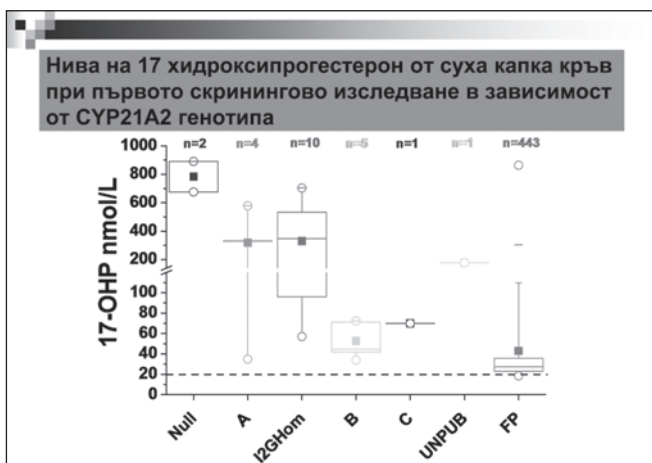 Нива на 17 хидроксипрогестерон от суха капка кръв
при първото скринингово изследване в зависимост
от CYP21A2 генотипа
n=2 n=4 n=10 n=5 n=1 n=1 n=443
17-OHP nmol/L
1000
800
600
400
200
100
80
60
40
20
0
Null A I2GHom B C UNPUB FP